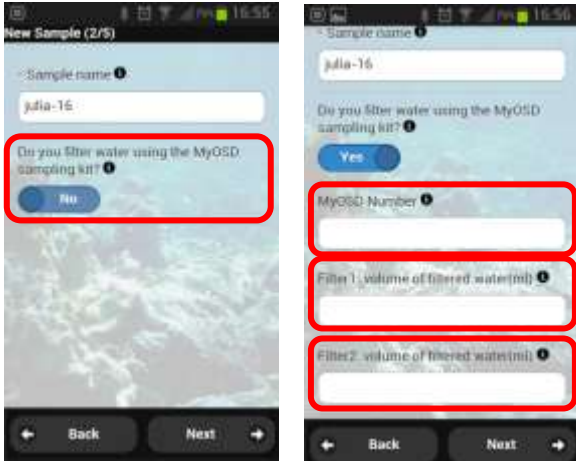 16:55
New Sample (2/5)
- Sample name
julia-16
Do you filter water using the MyOSD
sampling kit?
No
Back
Next
16:56
- Sample name
julia-16
Do you filter water using the MyOSD
sampling kit?
Yes
MyOSD Number
Filter1: volume of filtered water(ml)
Filter2: volume of filtered water(ml)
Back
Next